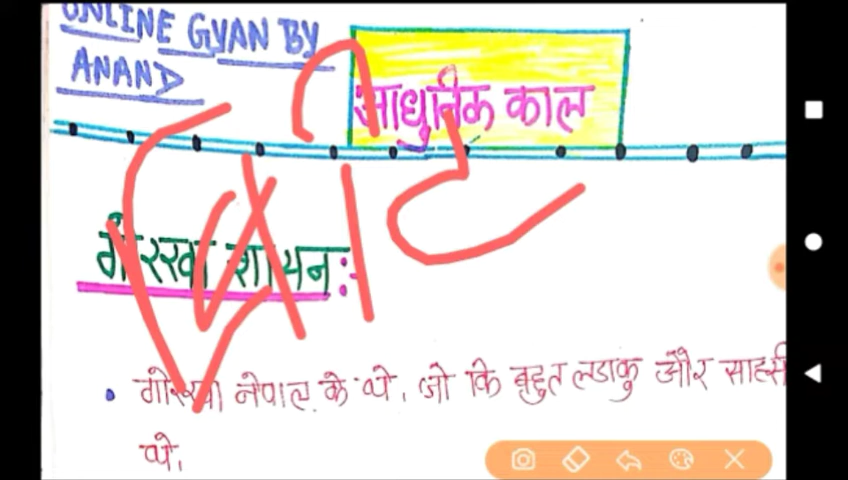 ONLINE GYAN BY
ANAND
आधुनिक काल
गोरखा शासन :-
गोरखा नेपाल के थे, जो कि बहुत लडाकु और साहसी
थे,